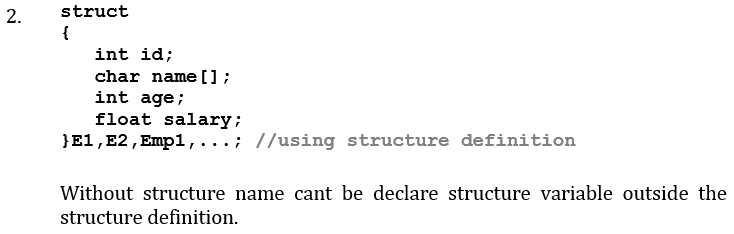 2. struct
{
int id;
char name[];
int age;
float salary;
}E1,E2,Emp1,...; //using structure definition
Without structure name cant be declare structure variable outside the
structure definition.